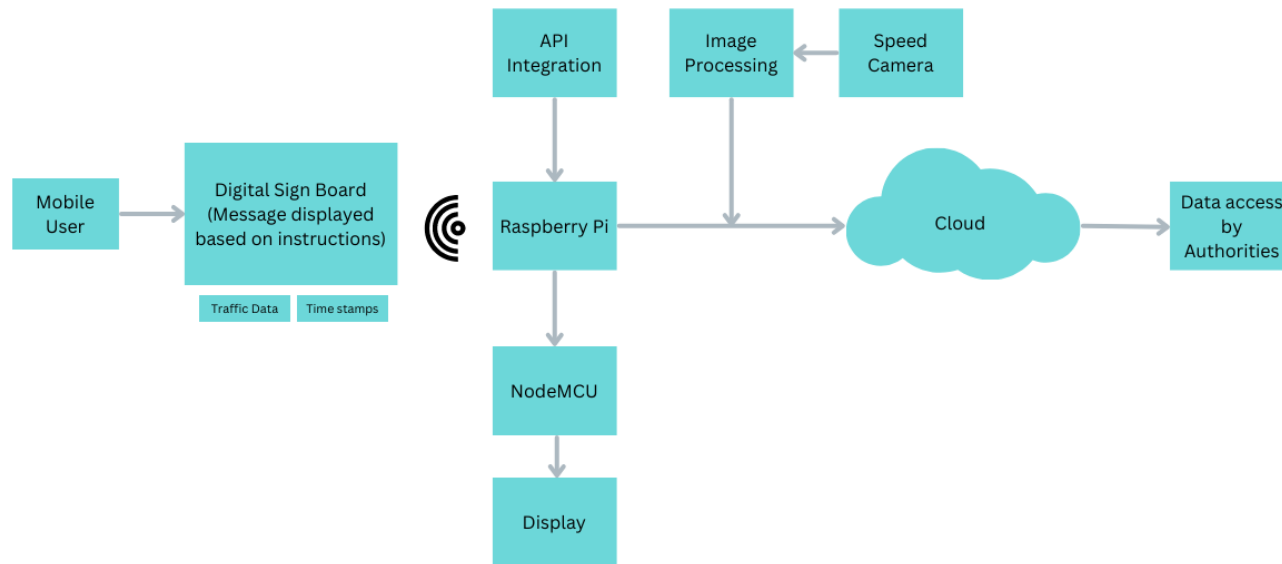 API
Integration
Image
Processing
Speed
Camera
Mobile
User
Digital Sign Board
(Message displayed
based on instructions)
Traffic Data
Time stamps
Raspberry Pi
Cloud
Data access
by
Authorities
NodeMCU
Display